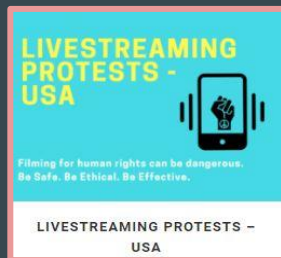 LIVESTREAMING
PROTESTS -
USA
Filming for human rights can be dangerous.
Be Safe. Be Ethical. Be Effective.
LIVESTREAMING PROTESTS –
USA